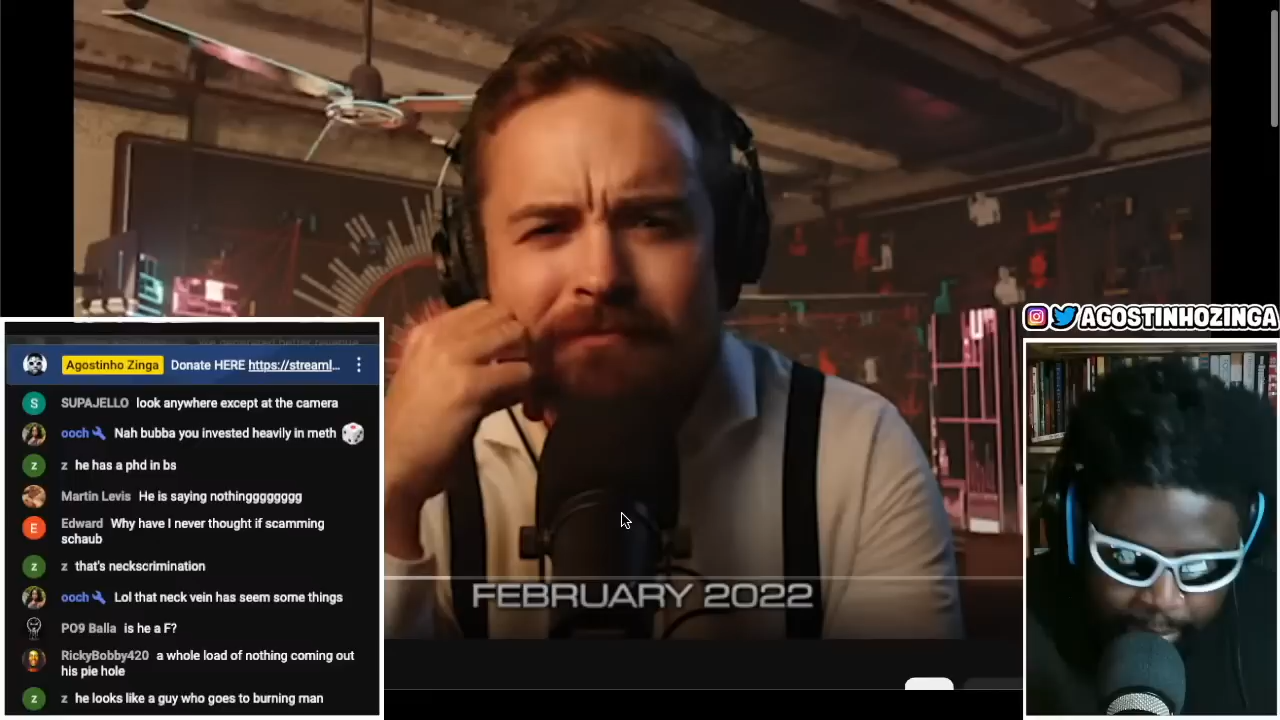 AGOSTINHOZINGA
Agostinho Zinga Donate HERE https://streaml...
SUPAJELLO look anywhere except at the camera
ooch Nah bubba you invested heavily in meth
z he has a phd in bs
Martin Levis He is saying nothingggggggg
Edward Why have I never thought if scamming
schaub
z that's neckscrimination
ooch Lol that neck vein has seem some things
PO9 Balla is he a F?
RickyBobby420 a whole load of nothing coming out
his pie hole
z he looks like a guy who goes to burning man
FEBRUARY 2022